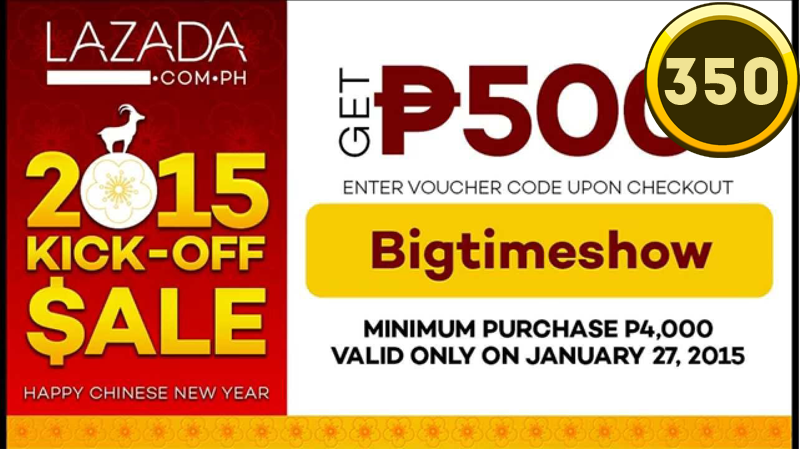 LAZADA
.COM.PH
2015
KICK-OFF
$ALE
HAPPY CHINESE NEW YEAR
GET
₱500
350
ENTER VOUCHER CODE UPON CHECKOUT
Bigtimeshow
MINIMUM PURCHASE P4,000
VALID ONLY ON JANUARY 27, 2015